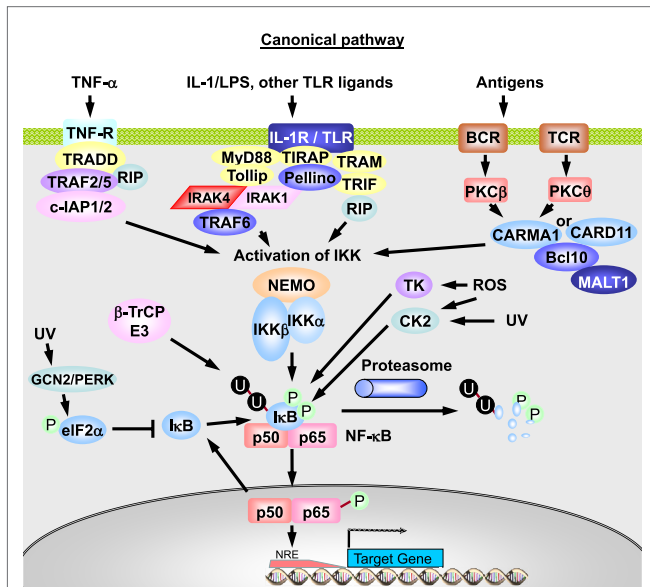 Canonical pathway
TNF-α
IL-1/LPS, other TLR ligands
Antigens
TNF-R
IL-1R / TLR
BCR
TCR
TRADD
MyD88
TIRAP
TRAM
TRAF2/5
RIP
Tollip
Pellino
TRIF
PKCβ
PKCθ
c-IAP1/2
IRAK4
IRAK1
RIP
TRAF6
CARMA1
or
CARD11
Activation of IKK
Bcl10
MALT1
NEMO
TK
ROS
β-TrCP
E3
IKKβ
IKKα
CK2
UV
UV
GCN2/PERK
Proteasome
U
U
P
P
U
U
P
P
P
eIF2α
IκB
IκB
p50
p65
NF-κB
p50
p65
P
NRE
Target Gene